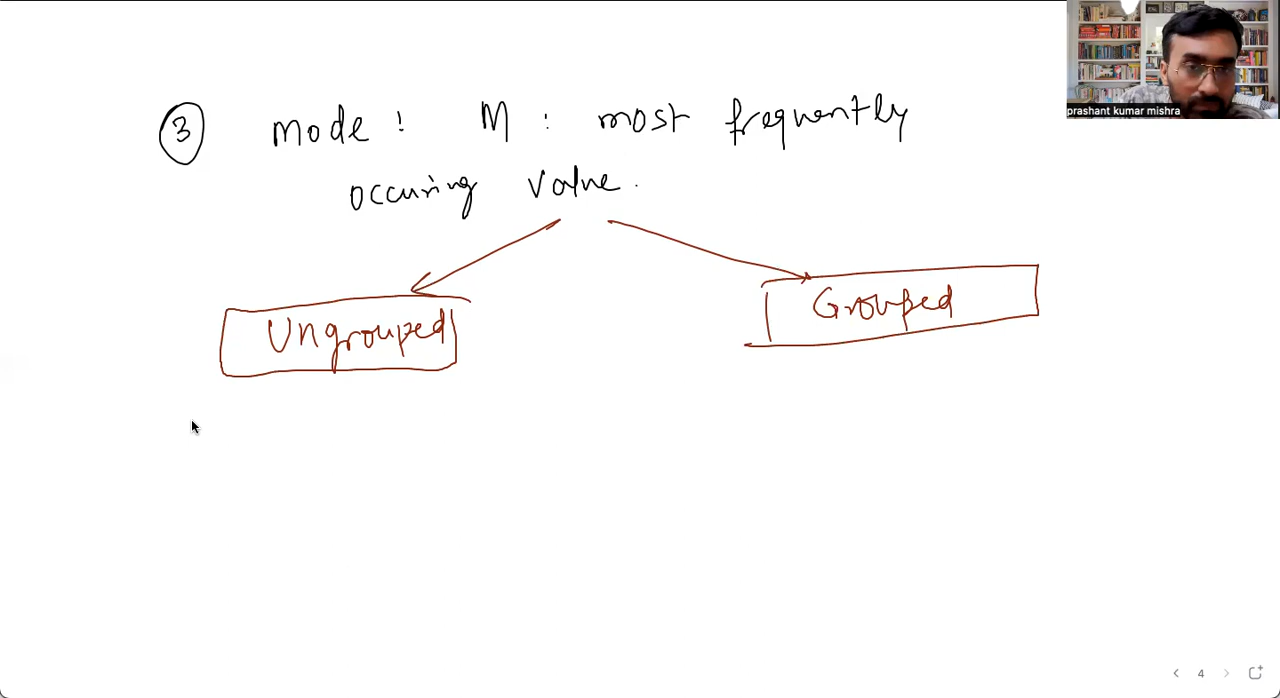 prashant kumar mishra
③ mode : M : most frequently
occuring value.
Ungrouped
Grouped
4